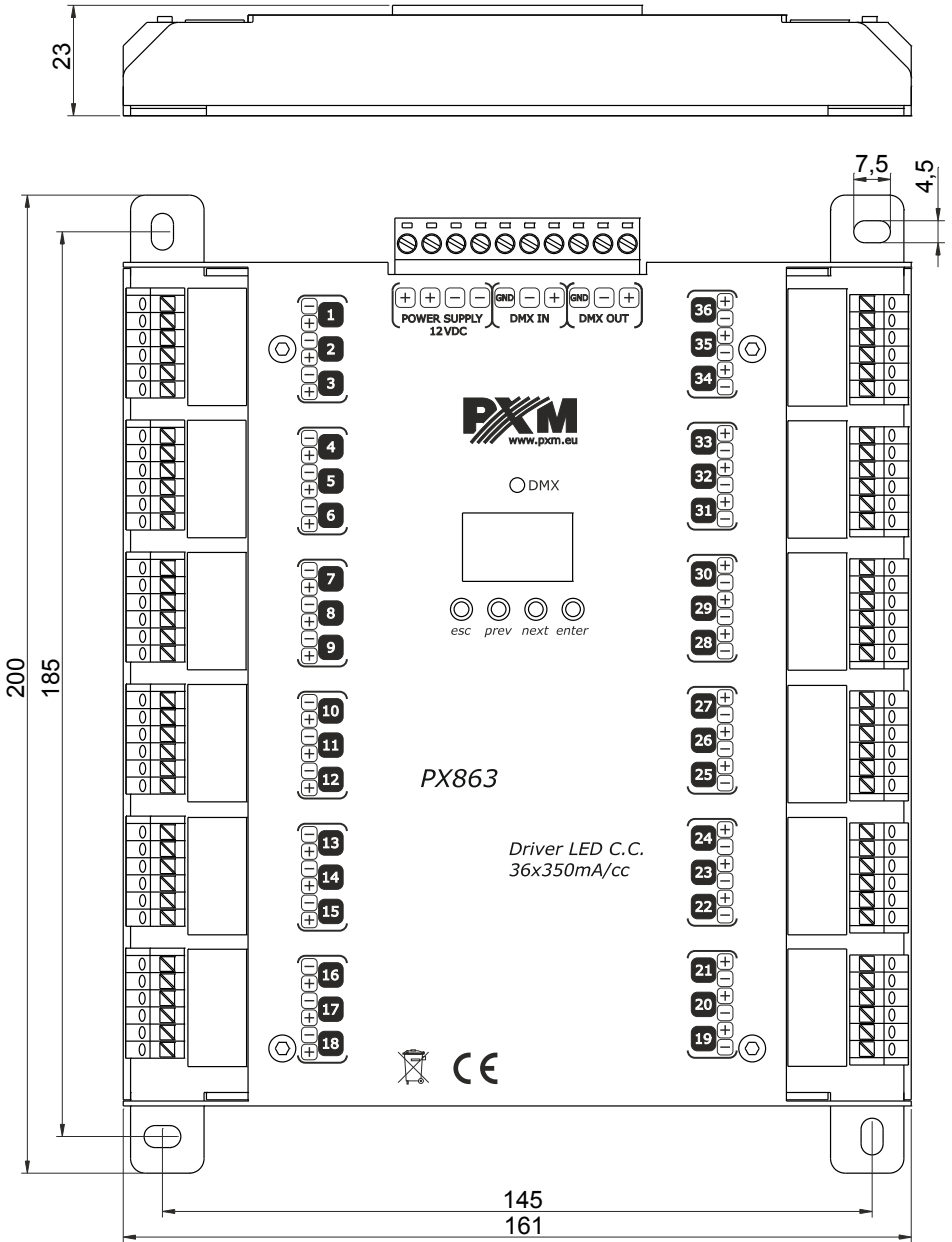 23
7,5
4,5
200
185
+ + − − GND − + GND − +
POWER SUPPLY
12VDC
DMX IN
DMX OUT
− + 1
− + 2
− + 3
− + 4
− + 5
− + 6
− + 7
− + 8
− + 9
− + 10
− + 11
− + 12
− + 13
− + 14
− + 15
− + 16
− + 17
− + 18
PXM
www.pxm.eu
DMX
esc prev next enter
PX863
Driver LED C.C.
36x350mA/cc
CE
36 + −
35 + −
34 + −
33 + −
32 + −
31 + −
30 + −
29 + −
28 + −
27 + −
26 + −
25 + −
24 + −
23 + −
22 + −
21 + −
20 + −
19 + −
145
161